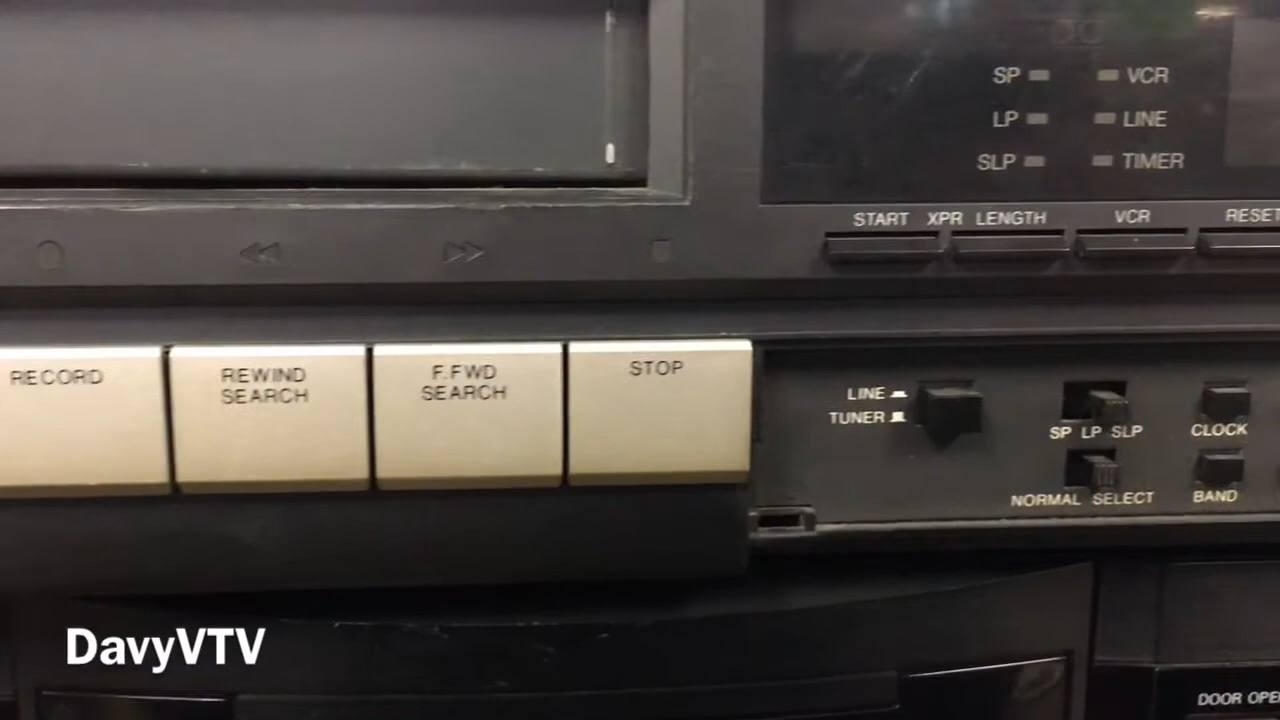 SP VCR
LP LINE
SLP TIMER
START XPR LENGTH VCR RESET
RECORD
REWIND
SEARCH
F.FWD
SEARCH
STOP
LINE
TUNER
SP LP SLP
CLOCK
NORMAL SELECT
BAND
DavyVTV
DOOR OPE